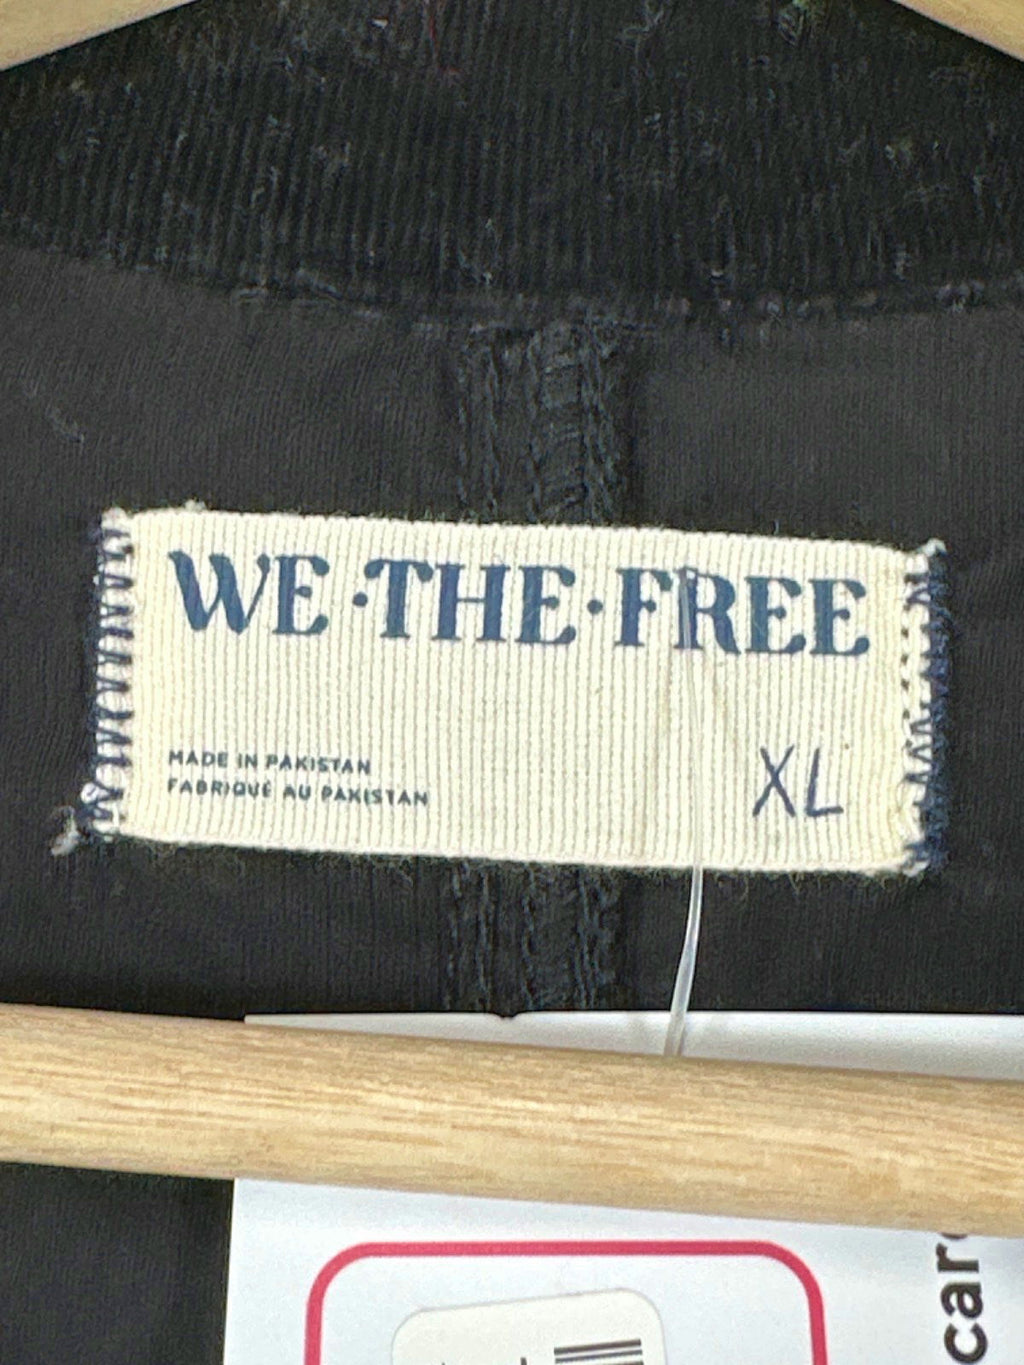 WE·THE·FREE
MADE IN PAKISTAN
FABRIQUÉ AU PAKISTAN
XL